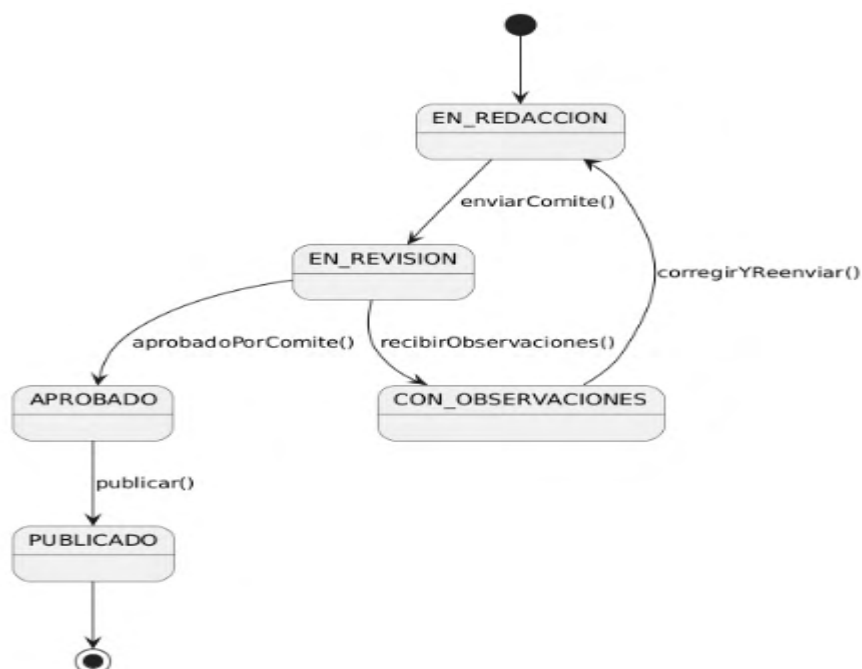 EN_REDACCION
enviarComite()
EN_REVISION
corregirYReenviar()
aprobadoPorComite()
recibirObservaciones()
APROBADO
CON_OBSERVACIONES
publicar()
PUBLICADO